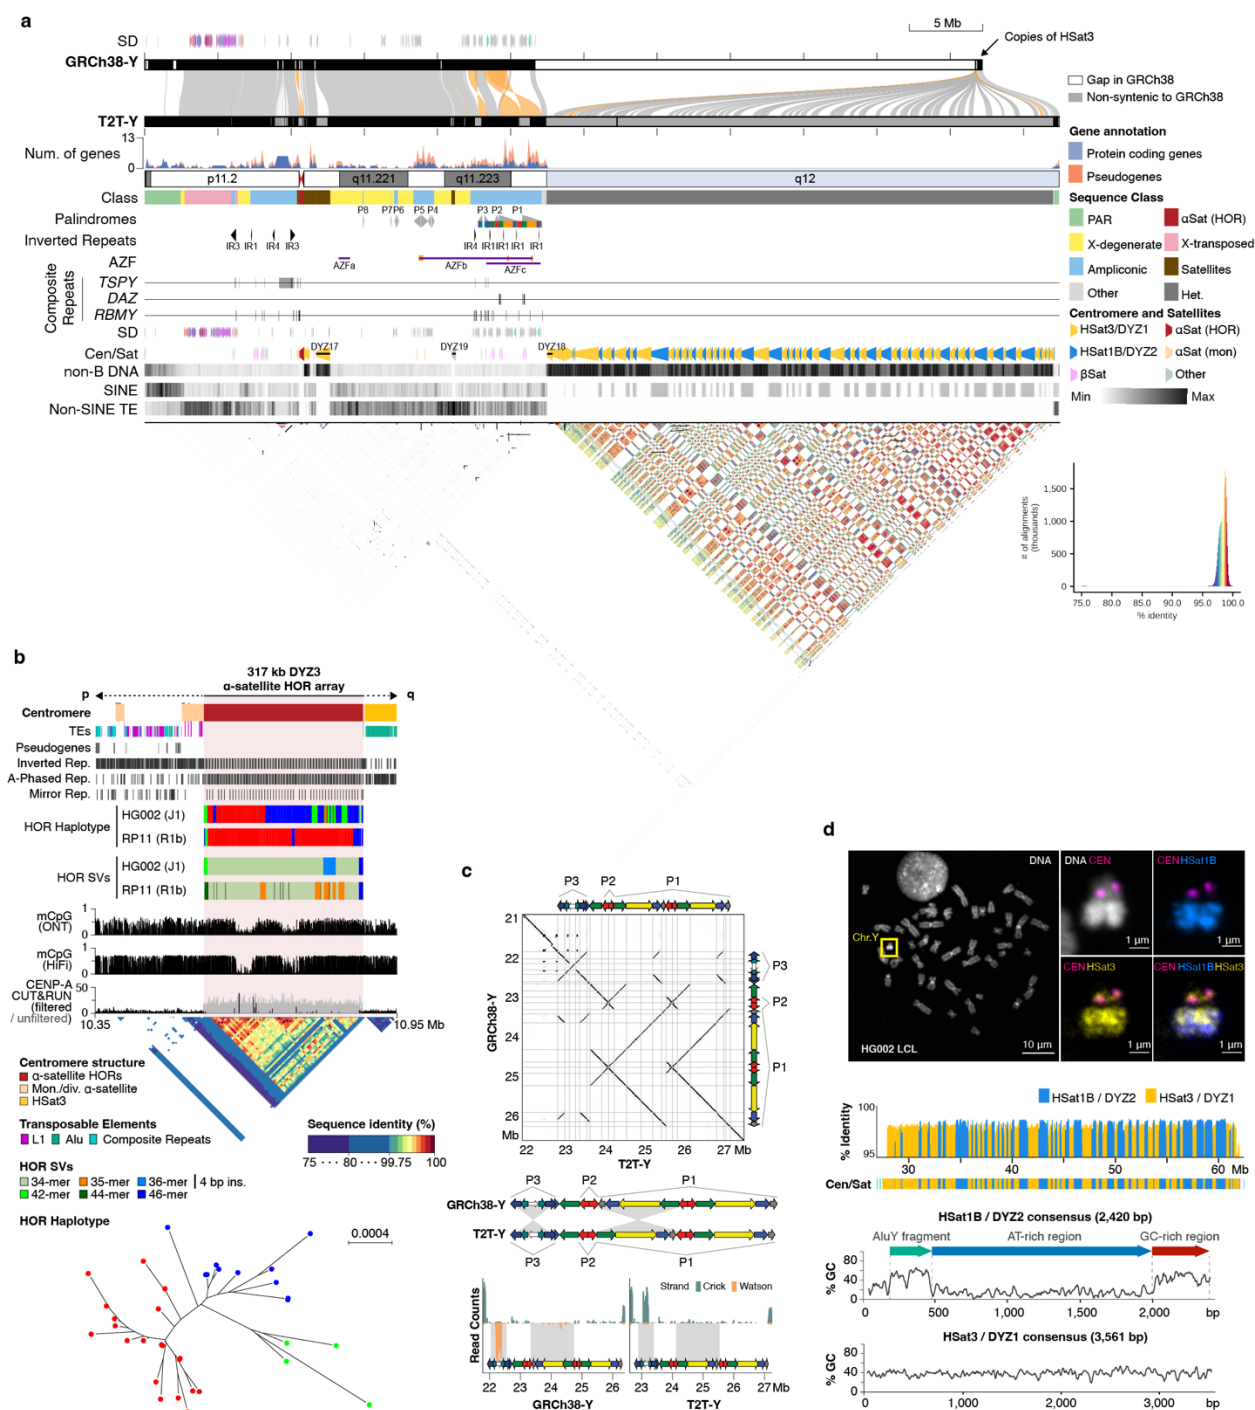 a
5 Mb
SD
Copies of HSat3
GRCh38-Y
Gap in GRCh38
Non-syntenic to GRCh38
T2T-Y
13
Num. of genes
0
Gene annotation
Protein coding genes
Pseudogenes
p11.2
q11.221
q11.223
q12
Class
Sequence Class
PAR
αSat (HOR)
X-degenerate
X-transposed
Ampliconic
Satellites
Other
Het.
P8
P7
P6
P5
P4
P3
P2
P1
Palindromes
Inverted Repeats
IR3
IR1
IR4
IR3
IR4
IR1
IR1
IR1
IR1
AZF
AZFa
AZFb
AZFc
Composite
Repeats
TSPY
DAZ
RBMY
SD
Centromere and Satellites
HSat3/DYZ1
αSat (HOR)
HSat1B/DYZ2
αSat (mon)
βSat
Other
Min
Max
DYZ17
DYZ19
DYZ18
Cen/Sat
non-B DNA
SINE
Non-SINE TE
# of alignments
(thousands)
1,500
1,000
500
0
75.0 80.0 85.0 90.0 95.0 100.0
% identity
b
317 kb DYZ3
α-satellite HOR array
p
q
Centromere
TEs
Pseudogenes
Inverted Rep.
A-Phased Rep.
Mirror Rep.
HOR Haplotype
HG002 (J1)
RP11 (R1b)
HOR SVs
HG002 (J1)
RP11 (R1b)
mCpG
(ONT)
1
0
mCpG
(HiFi)
1
0
CENP-A
CUT&RUN
(filtered
/ unfiltered)
50
0
10.35
10.95 Mb
Centromere structure
α-satellite HORs
Mon./div. α-satellite
HSat3
Transposable Elements
L1
Alu
Composite Repeats
Sequence identity (%)
75 80 99.75 100
HOR SVs
34-mer
35-mer
36-mer
4 bp ins.
42-mer
44-mer
46-mer
HOR Haplotype
0.0004
c
P3
P2
P1
21
22
23
24
25
26
Mb
GRCh38-Y
P3
P2
P1
22 23 24 25 26 27 Mb
T2T-Y
P3
P2
P1
GRCh38-Y
T2T-Y
P3
P2
P1
Strand
Crick
Watson
Read Counts
22 23 24 25 26
23 24 25 26 27 Mb
GRCh38-Y
T2T-Y
d
DNA
DNA CEN
CEN HSat1B
Chr.Y
1 µm
1 µm
CEN HSat3
CEN HSat1B HSat3
HG002 LCL
10 µm
1 µm
1 µm
HSat1B / DYZ2
HSat3 / DYZ1
% Identity
100
95
30 40 50 60 Mb
Cen/Sat
HSat1B / DYZ2 consensus (2,420 bp)
AluY fragment
AT-rich region
GC-rich region
% GC
80
40
0
0 500 1,000 1,500 2,000 bp
HSat3 / DYZ1 consensus (3,561 bp)
% GC
80
40
0
0 1,000 2,000 3,000 bp